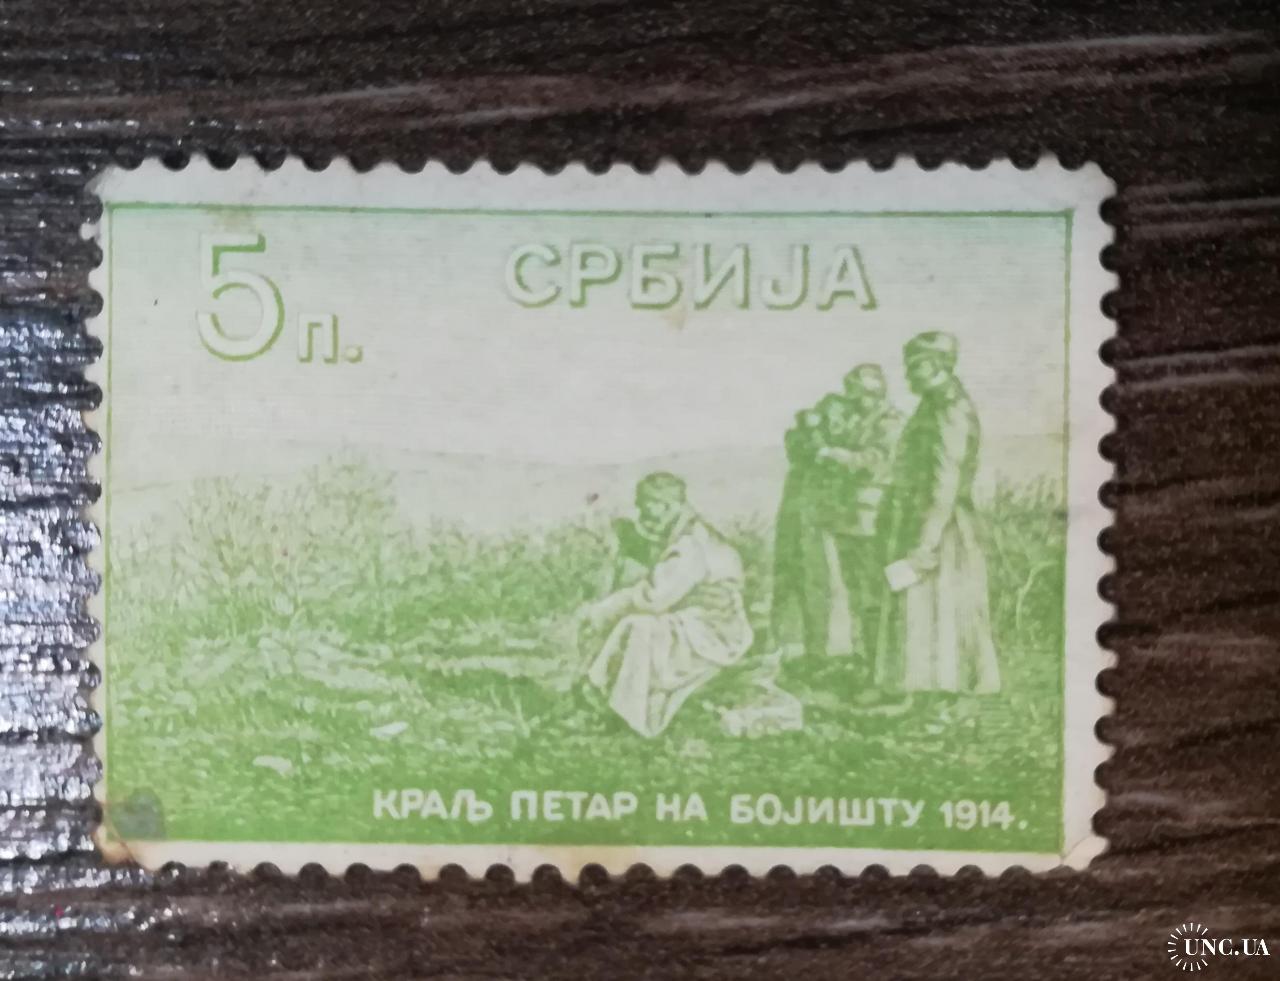 5 п. СРБИЈА
КРАЉ ПЕТАР НА БОЈИШТУ 1914.
UNC.UA